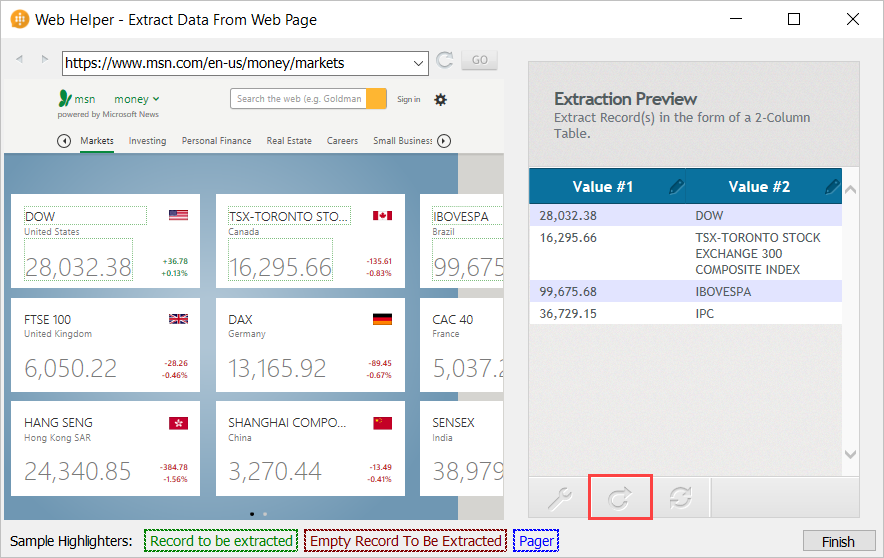 Web Helper - Extract Data From Web Page
https://www.msn.com/en-us/money/markets
GO
msn money
powered by Microsoft News
Search the web (e.g. Goldman
Sign in
Markets Investing Personal Finance Real Estate Careers Small Business
DOW
United States
28,032.38
+36.78
+0.13%
TSX-TORONTO STO...
Canada
16,295.66
-135.61
-0.83%
IBOVESPA
Brazil
99,675
FTSE 100
United Kingdom
6,050.22
-28.26
-0.46%
DAX
Germany
13,165.92
-89.45
-0.67%
CAC 40
France
5,037.2
HANG SENG
Hong Kong SAR
24,340.85
-384.78
-1.56%
SHANGHAI COMPO...
China
3,270.44
-13.49
-0.41%
SENSEX
India
38,979
Extraction Preview
Extract Record(s) in the form of a 2-Column
Table.
Value #1 Value #2
28,032.38 DOW
16,295.66 TSX-TORONTO STOCK
EXCHANGE 300
COMPOSITE INDEX
99,675.68 IBOVESPA
36,729.15 IPC
Sample Highlighters: Record to be extracted Empty Record To Be Extracted Pager
Finish